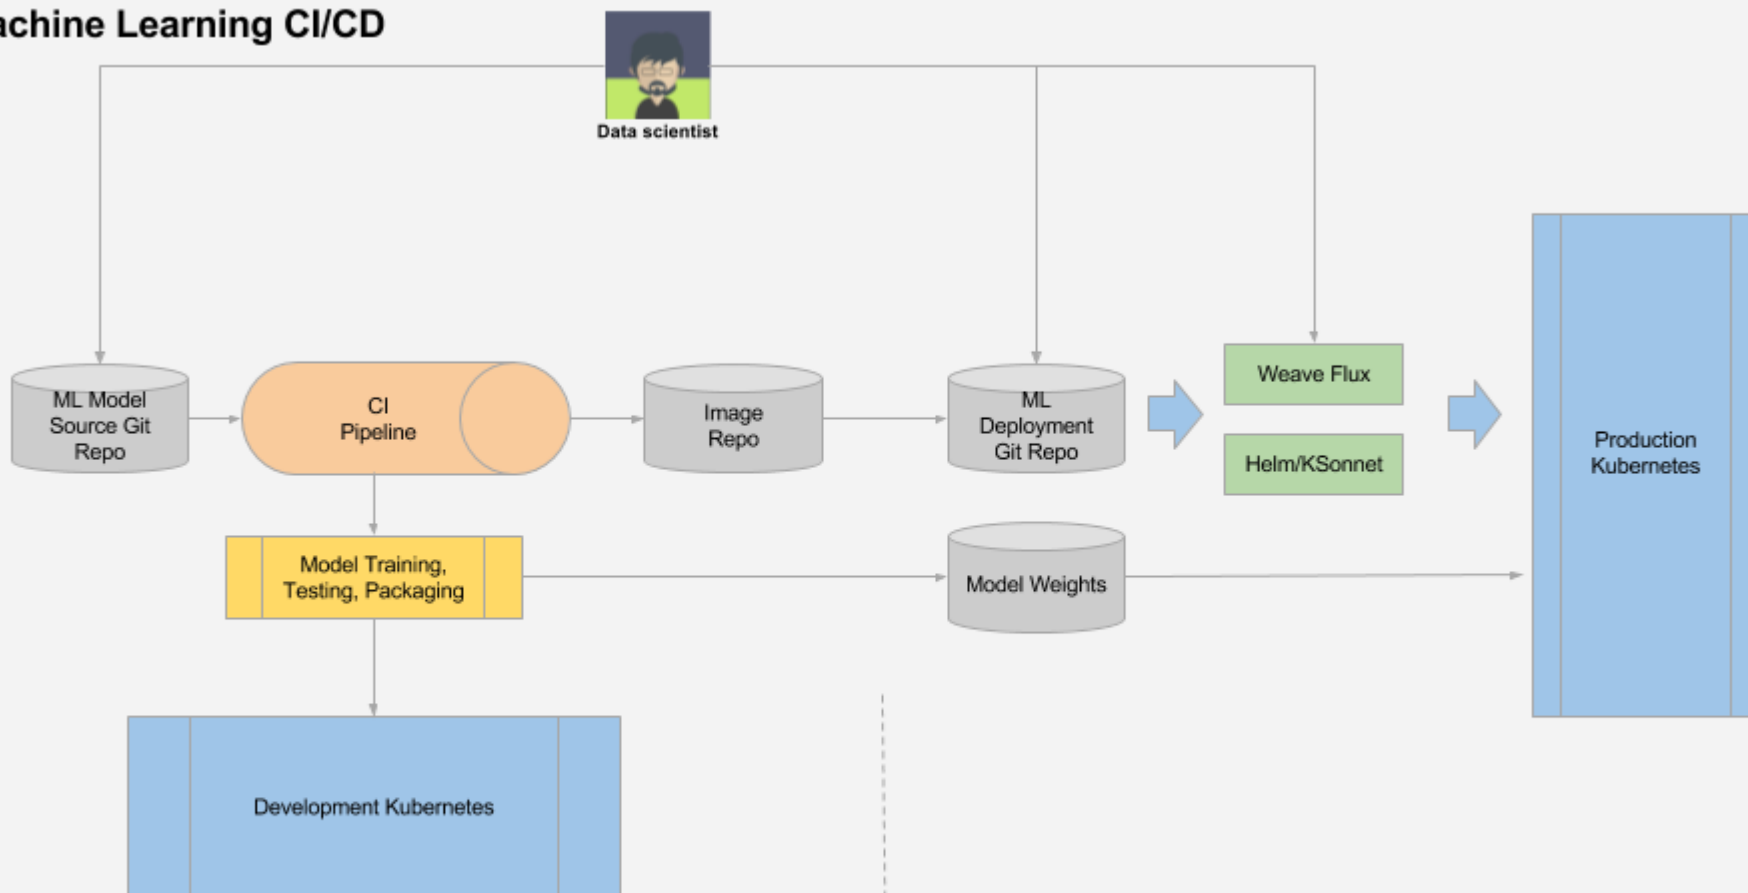 achine Learning CI/CD
Data scientist
ML Model
Source Git
Repo
CI
Pipeline
Image
Repo
ML
Deployment
Git Repo
Weave Flux
Helm/KSonnet
Production
Kubernetes
Model Training,
Testing, Packaging
Model Weights
Development Kubernetes